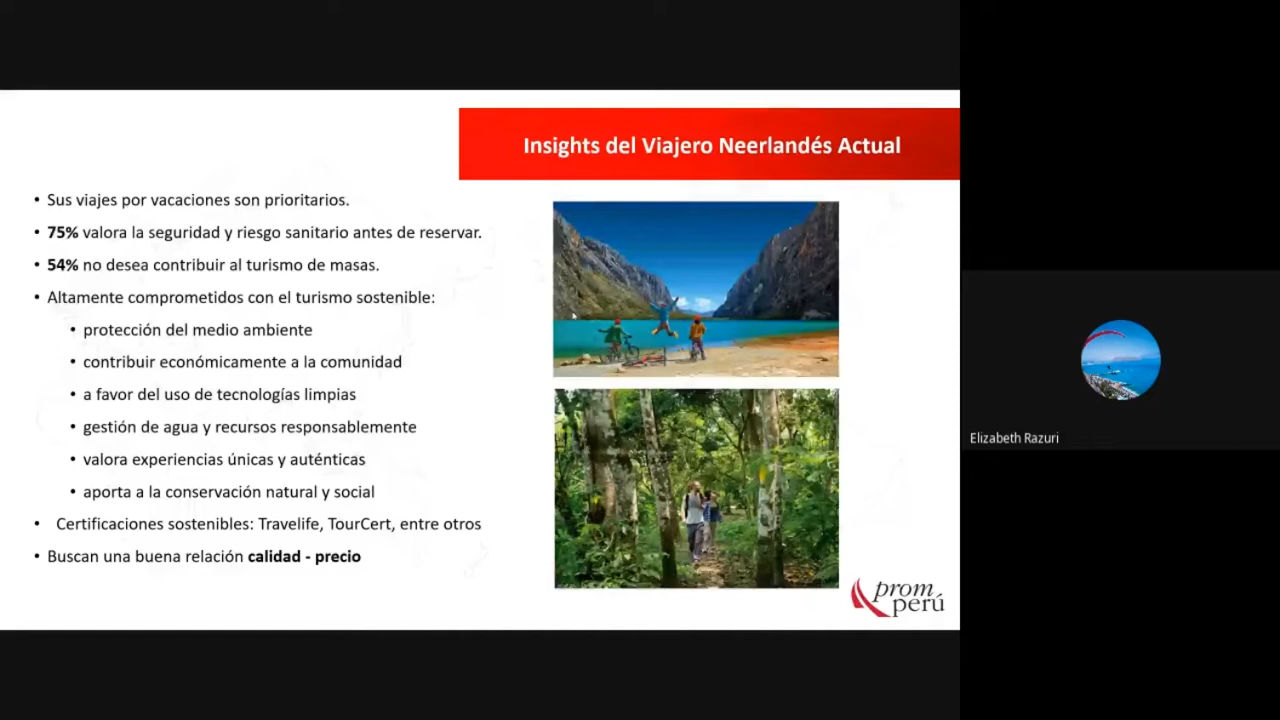 Insights del Viajero Neerlandés Actual
• Sus viajes por vacaciones son prioritarios.
• 75% valora la seguridad y riesgo sanitario antes de reservar.
• 54% no desea contribuir al turismo de masas.
• Altamente comprometidos con el turismo sostenible:
• protección del medio ambiente
• contribuir económicamente a la comunidad
• a favor del uso de tecnologías limpias
• gestión de agua y recursos responsablemente
• valora experiencias únicas y auténticas
• aporta a la conservación natural y social
• Certificaciones sostenibles: Travelife, TourCert, entre otros
• Buscan una buena relación calidad - precio
prom
perú
Elizabeth Razuri